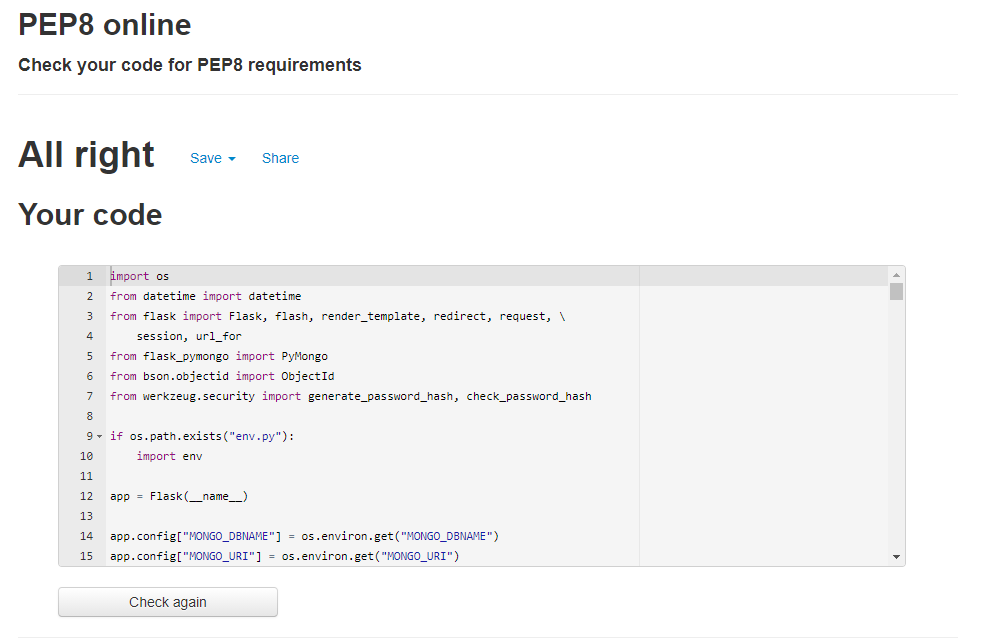 PEP8 online
Check your code for PEP8 requirements
All right Save Share
Your code
1 import os
2 from datetime import datetime
3 from flask import Flask, flash, render_template, redirect, request, \
4     session, url_for
5 from flask_pymongo import PyMongo
6 from bson.objectid import ObjectId
7 from werkzeug.security import generate_password_hash, check_password_hash
8
9 if os.path.exists("env.py"):
10     import env
11
12 app = Flask(__name__)
13
14 app.config["MONGO_DBNAME"] = os.environ.get("MONGO_DBNAME")
15 app.config["MONGO_URI"] = os.environ.get("MONGO_URI")
Check again